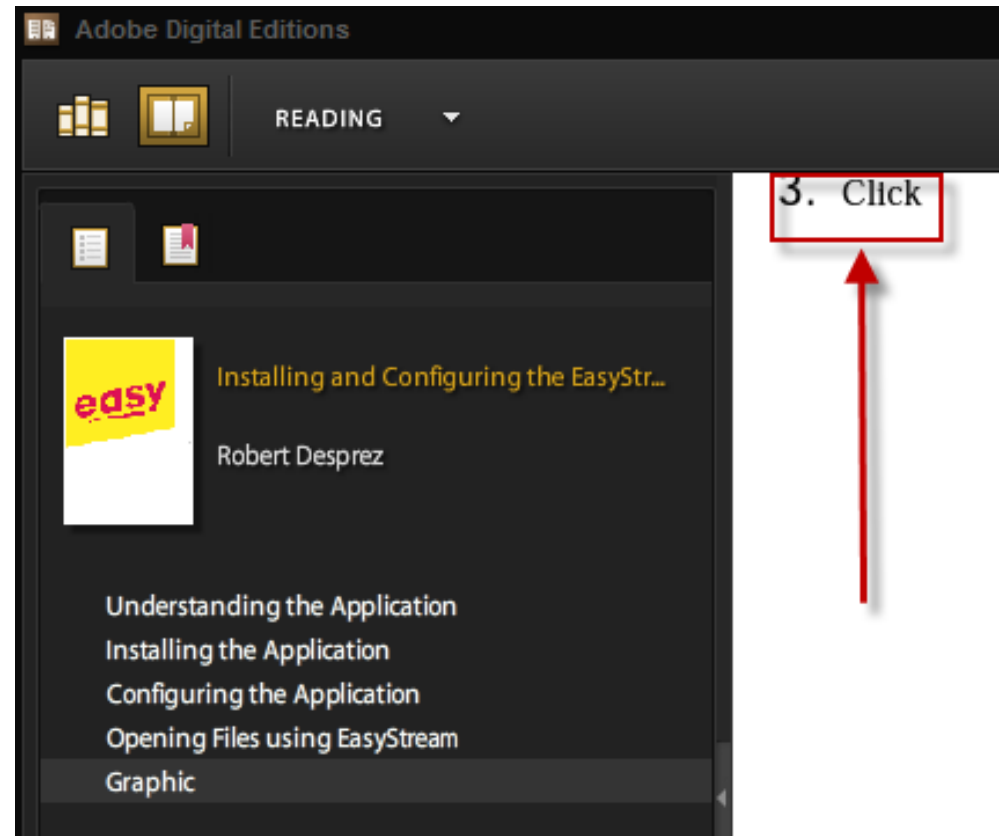 Adobe Digital Editions
READING
3. Click
easy
Installing and Configuring the EasyStr...
Robert Desprez
Understanding the Application
Installing the Application
Configuring the Application
Opening Files using EasyStream
Graphic